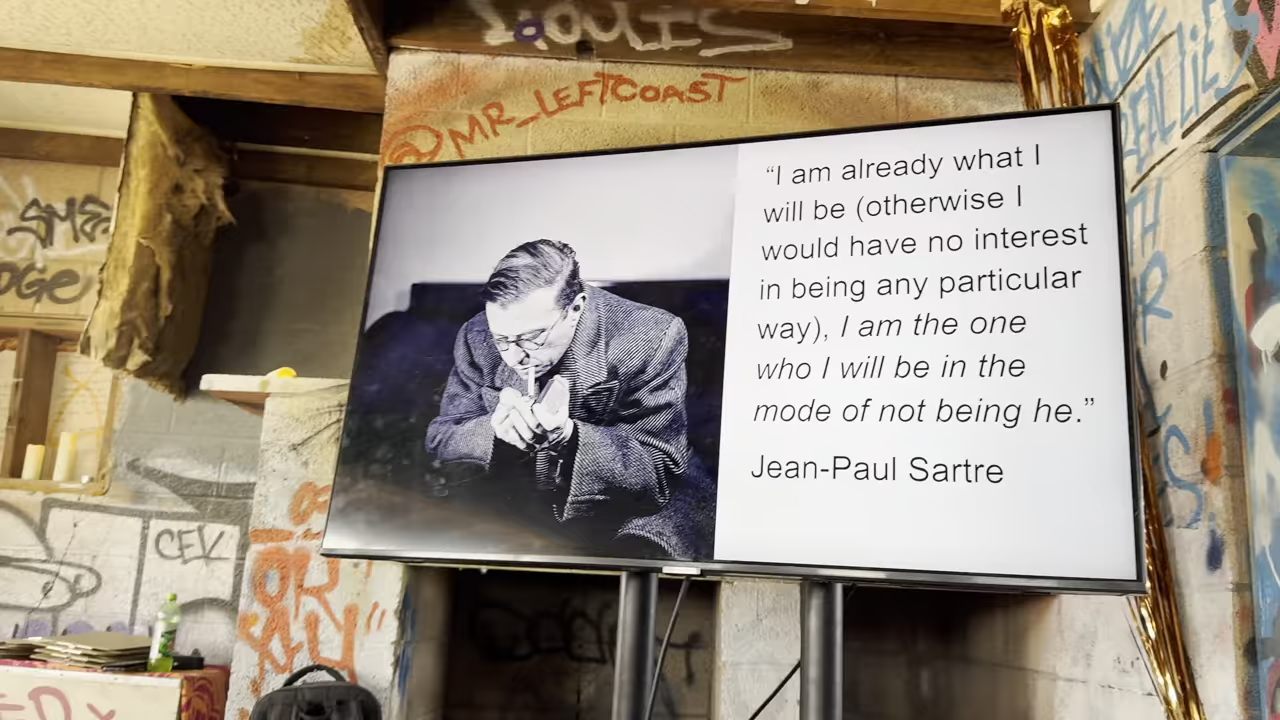 LOUIS
@MR_LEFTCOAST
“I am already what I
will be (otherwise I
would have no interest
in being any particular
way), I am the one
who I will be in the
mode of not being he.”
Jean-Paul Sartre
CEV